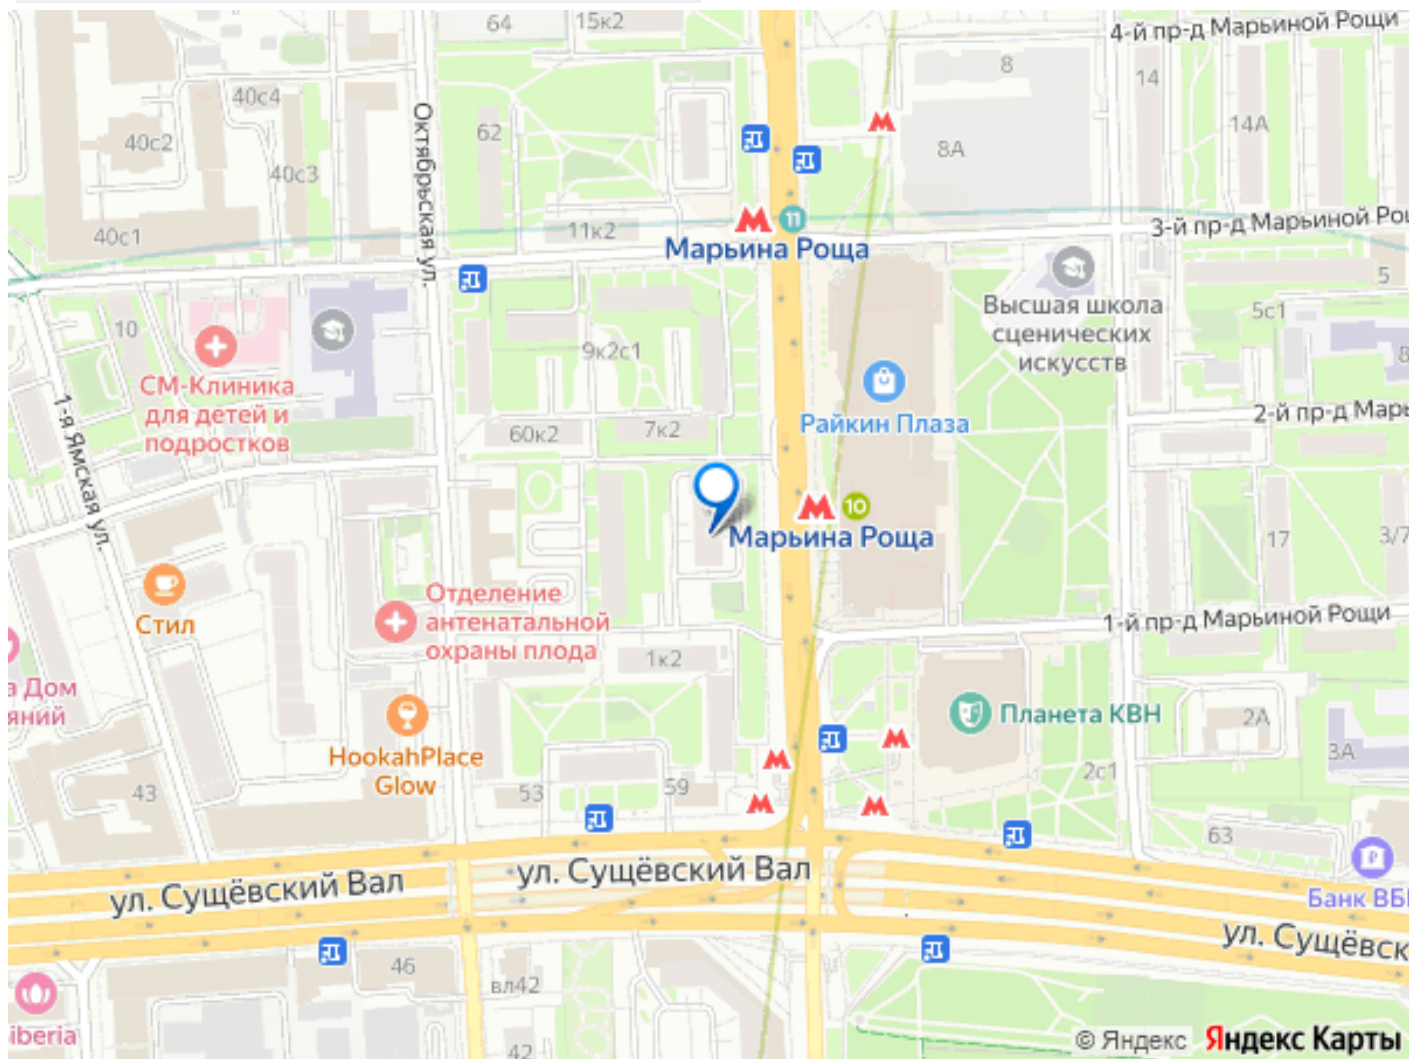 64
15к2
4-й пр-д Марьиной Рощи
8
14
40с4
Октябрьская ул.
62
40с2
14А
8А
40с3
11
3-й пр-д Марьиной Рощ
40с1
11к2
Марьина Роща
5
Высшая школа
сценических
искусств
5с1
10
9к2с1
8
СМ-Клиника
для детей и
подростков
1-я Ямская ул.
Райкин Плаза
2-й пр-д Марь
60к2
7к2
10
Марьина Роща
17
3/7
Отделение
антенатальной
охраны плода
Стил
1-й пр-д Марьиной Рощи
1к2
а Дом
яний
Планета КВН
2А
HookahPlace
Glow
3А
2с1
43
53
59
63
ул. Сущёвский Вал
ул. Сущёвский Вал
Банк ВБ
ул. Сущёвск
46
вл42
iberia
42
© Яндекс Яндекс Карты